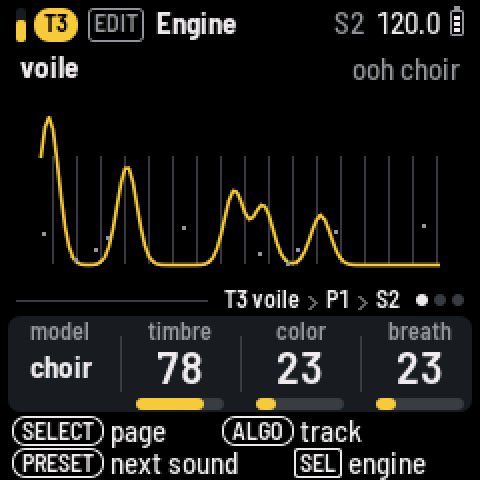 T3 EDIT Engine S2 120.0
voile ooh choir
T3 voile > P1 > S2
model timbre color breath
choir 78 23 23
SELECT page ALGO track
PRESET next sound SEL engine